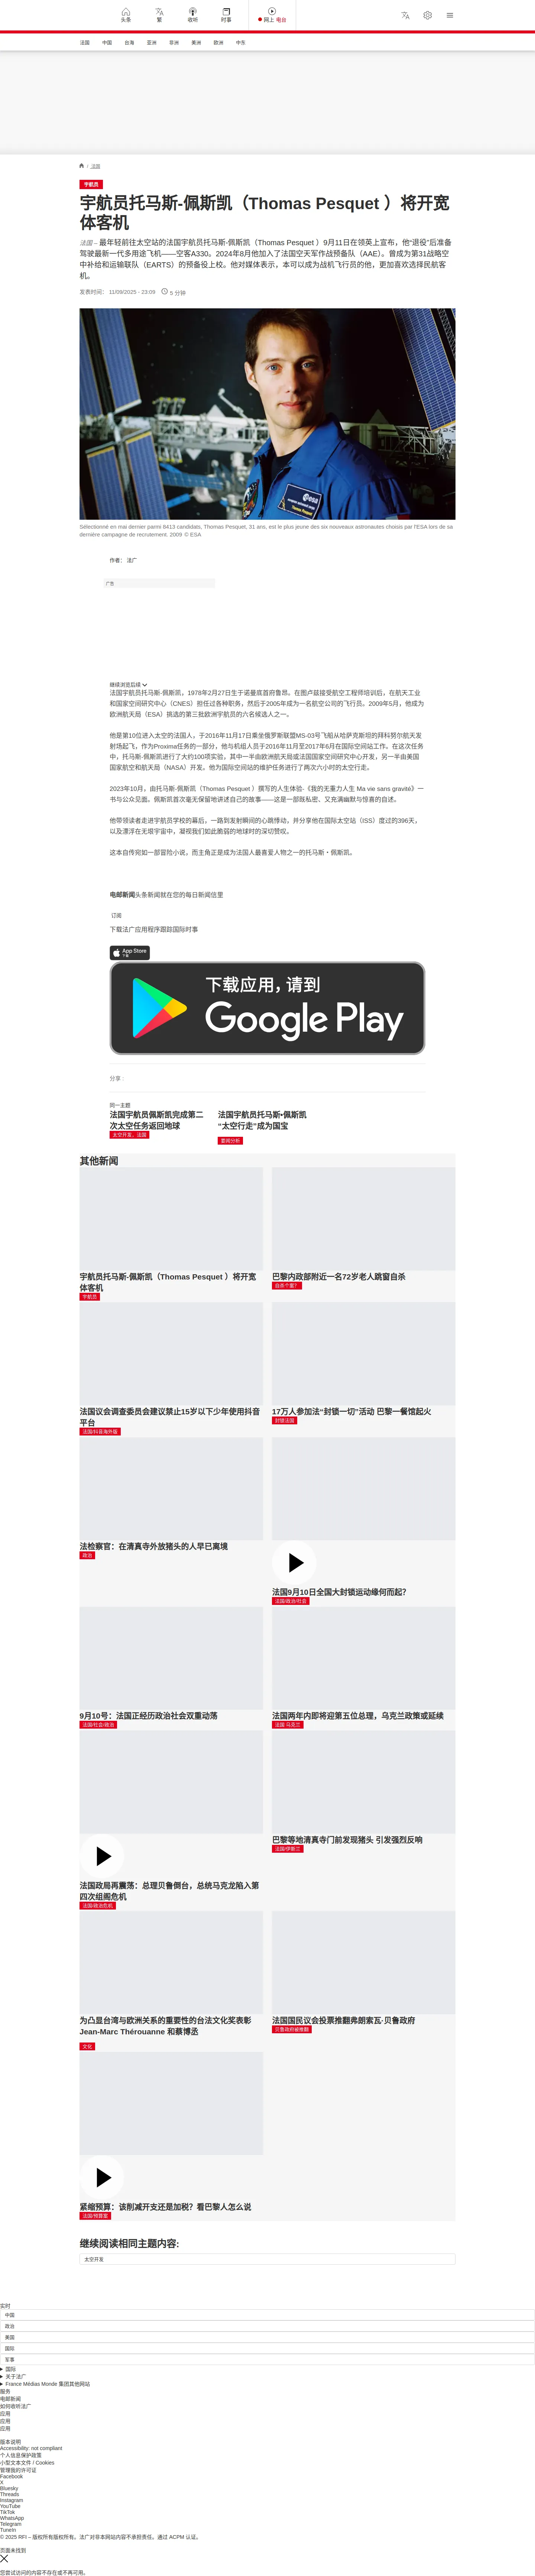 头条
繁
收听
时事
网上 电台
法国
中国
台海
亚洲
非洲
美洲
欧洲
中东
/ 法国
宇航员
宇航员托马斯-佩斯凯（Thomas Pesquet ）将开宽
体客机
法国 – 最年轻前往太空站的法国宇航员托马斯-佩斯凯（Thomas Pesquet ）9月11日在领英上宣布，他“退役”后准备
驾驶最新一代多用途飞机——空客A330。2024年8月他加入了法国空天军作战预备队（AAE）。曾成为第31战略空
中补给和运输联队（EARTS）的预备役上校。他对媒体表示，本可以成为战机飞行员的他，更加喜欢选择民航客
机。
发表时间： 11/09/2025 - 23:09
5 分钟
esa
Sélectionné en mai dernier parmi 8413 candidats, Thomas Pesquet, 31 ans, est le plus jeune des six nouveaux astronautes choisis par l'ESA lors de sa
dernière campagne de recrutement. 2009 © ESA
作者： 法广
广告
继续浏览后续
法国宇航员托马斯-佩斯凯，1978年2月27日生于诺曼底首府鲁昂。在图卢兹接受航空工程师培训后，在航天工业
和国家空间研究中心（CNES）担任过各种职务，然后于2005年成为一名航空公司的飞行员。2009年5月，他成为
欧洲航天局（ESA）挑选的第三批欧洲宇航员的六名候选人之一。
他是第10位进入太空的法国人，于2016年11月17日乘坐俄罗斯联盟MS-03号飞船从哈萨克斯坦的拜科努尔航天发
射场起飞，作为Proxima任务的一部分，他与机组人员于2016年11月至2017年6月在国际空间站工作。在这次任务
中，托马斯-佩斯凯进行了大约100项实验，其中一半由欧洲航天局或法国国家空间研究中心开发，另一半由美国
国家航空和航天局（NASA）开发。他为国际空间站的维护任务进行了两次六小时的太空行走。
2023年10月，由托马斯-佩斯凯（Thomas Pesquet ）撰写的人生体验-《我的无重力人生 Ma vie sans gravité》一
书与公众见面。佩斯凯首次毫无保留地讲述自己的故事——这是一部既私密、又充满幽默与惊喜的自述。
他带领读者走进宇航员学校的幕后，一路到发射瞬间的心跳悸动，并分享他在国际太空站（ISS）度过的396天，
以及漂浮在无垠宇宙中，凝视我们如此脆弱的地球时的深切赞叹。
这本自传宛如一部冒险小说，而主角正是成为法国人最喜爱人物之一的托马斯・佩斯凯。
电邮新闻头条新闻就在您的每日新闻信里
订阅
下载法广应用程序跟踪国际时事
App Store
下载应用，请到
Google Play
分享 :
同一主题
法国宇航员佩斯凯完成第二
次太空任务返回地球
太空开发，法国
法国宇航员托马斯•佩斯凯
“太空行走”成为国宝
要闻分析
其他新闻
宇航员托马斯-佩斯凯（Thomas Pesquet ）将开宽
体客机
宇航员
巴黎内政部附近一名72岁老人跳窗自杀
自杀个案？
法国议会调查委员会建议禁止15岁以下少年使用抖音
平台
法国/抖音海外版
17万人参加法“封锁一切”活动 巴黎一餐馆起火
封锁法国
法检察官：在清真寺外放猪头的人早已离境
政治
法国9月10日全国大封锁运动缘何而起？
法国/政治/社会
9月10号：法国正经历政治社会双重动荡
法国/社会/政治
法国两年内即将迎第五位总理，乌克兰政策或延续
法国 乌克兰
法国政局再震荡：总理贝鲁倒台，总统马克龙陷入第
四次组阁危机
法国/政治危机
巴黎等地清真寺门前发现猪头 引发强烈反响
法国/伊斯兰
为凸显台湾与欧洲关系的重要性的台法文化奖表彰
Jean-Marc Thérouanne 和蔡博丞
文化
法国国民议会投票推翻弗朗索瓦·贝鲁政府
贝鲁政府被推翻
紧缩预算：该削减开支还是加税？看巴黎人怎么说
法国/预算案
继续阅读相同主题内容:
太空开发
实时
中国
政治
美国
国际
军事
国际
关于法广
France Médias Monde 集团其他网站
服务
电邮新闻
如何收听法广
应用
应用
应用
版本说明
Accessibility: not compliant
个人信息保护政策
小型文本文件 / Cookies
管理我的许可证
Facebook
X
Bluesky
Threads
Instagram
YouTube
TikTok
WhatsApp
Telegram
TuneIn
© 2025 RFI – 版权所有版权所有。法广对非本网站内容不承担责任。通过 ACPM 认证。
页面未找到
您尝试访问的内容不存在或不再可用。